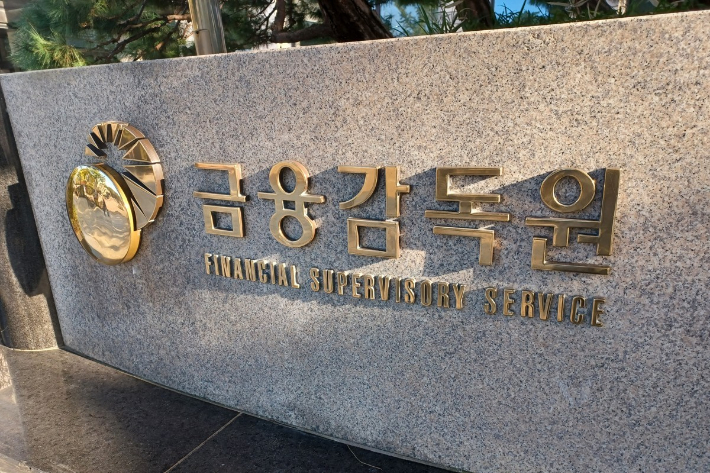 금융감독원
FINANCIAL SUPERVISORY SERVICE